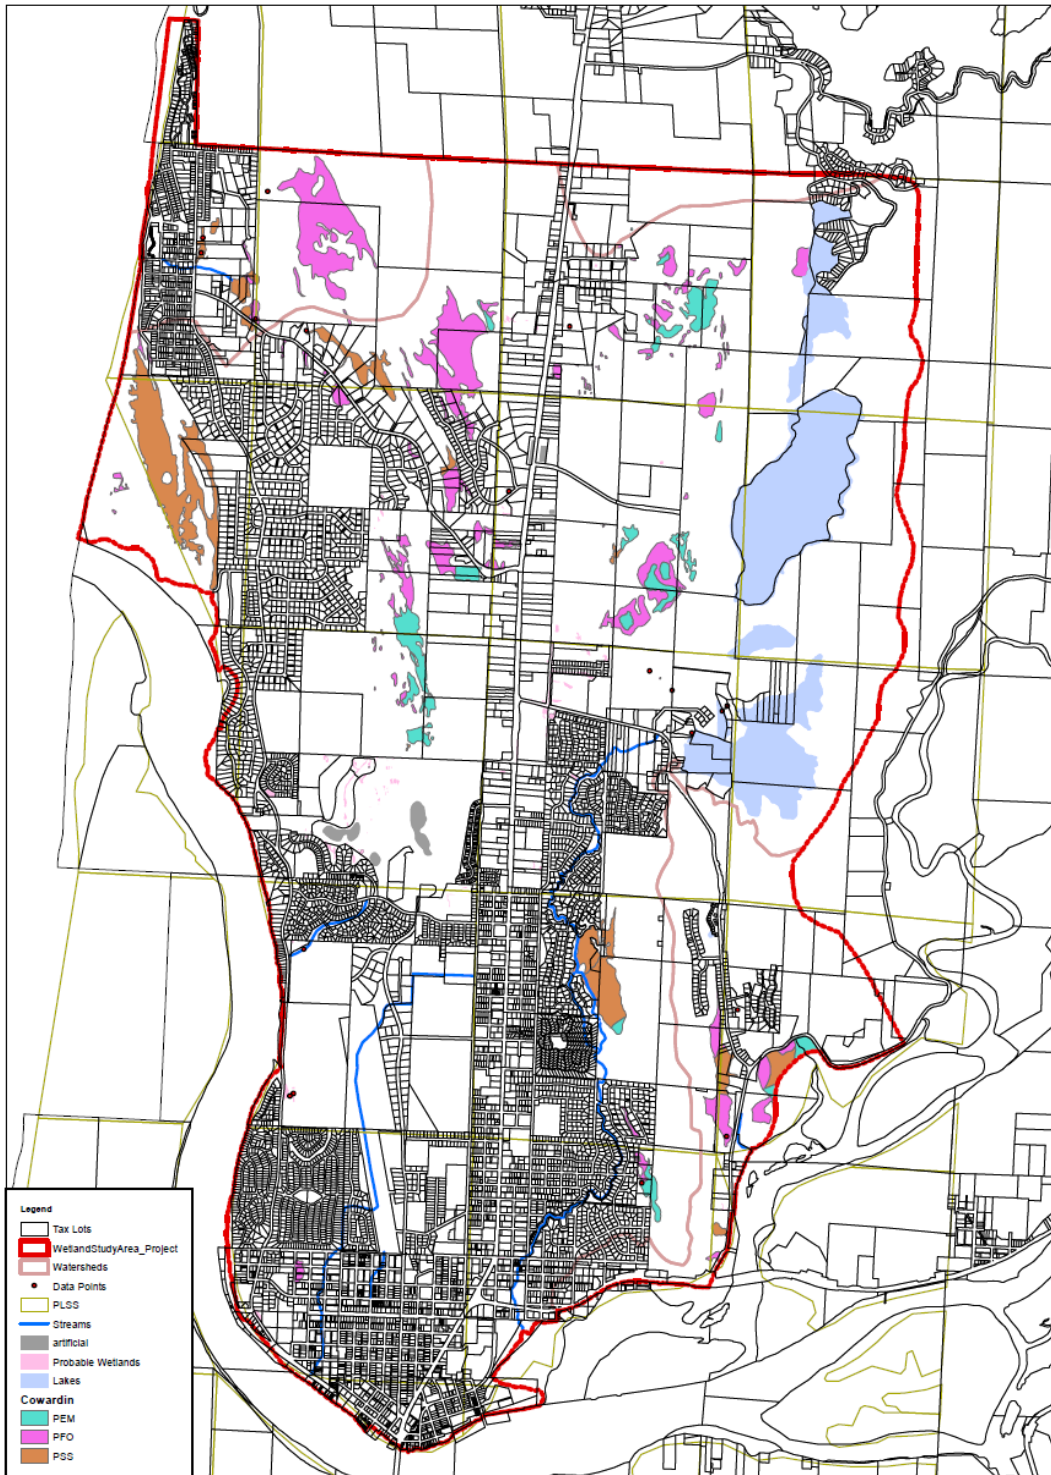 Legend
Tax Lots
WetlandStudyArea_Project
Watersheds
Data Points
PLSS
Streams
artificial
Probable Wetlands
Lakes
Cowardin
PEM
PFO
PSS